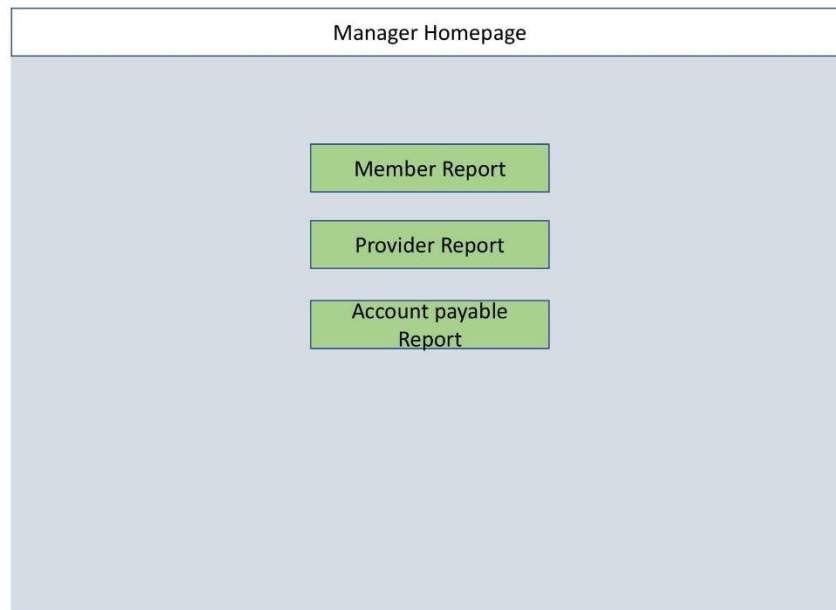 Manager Homepage
Member Report
Provider Report
Account payable
Report